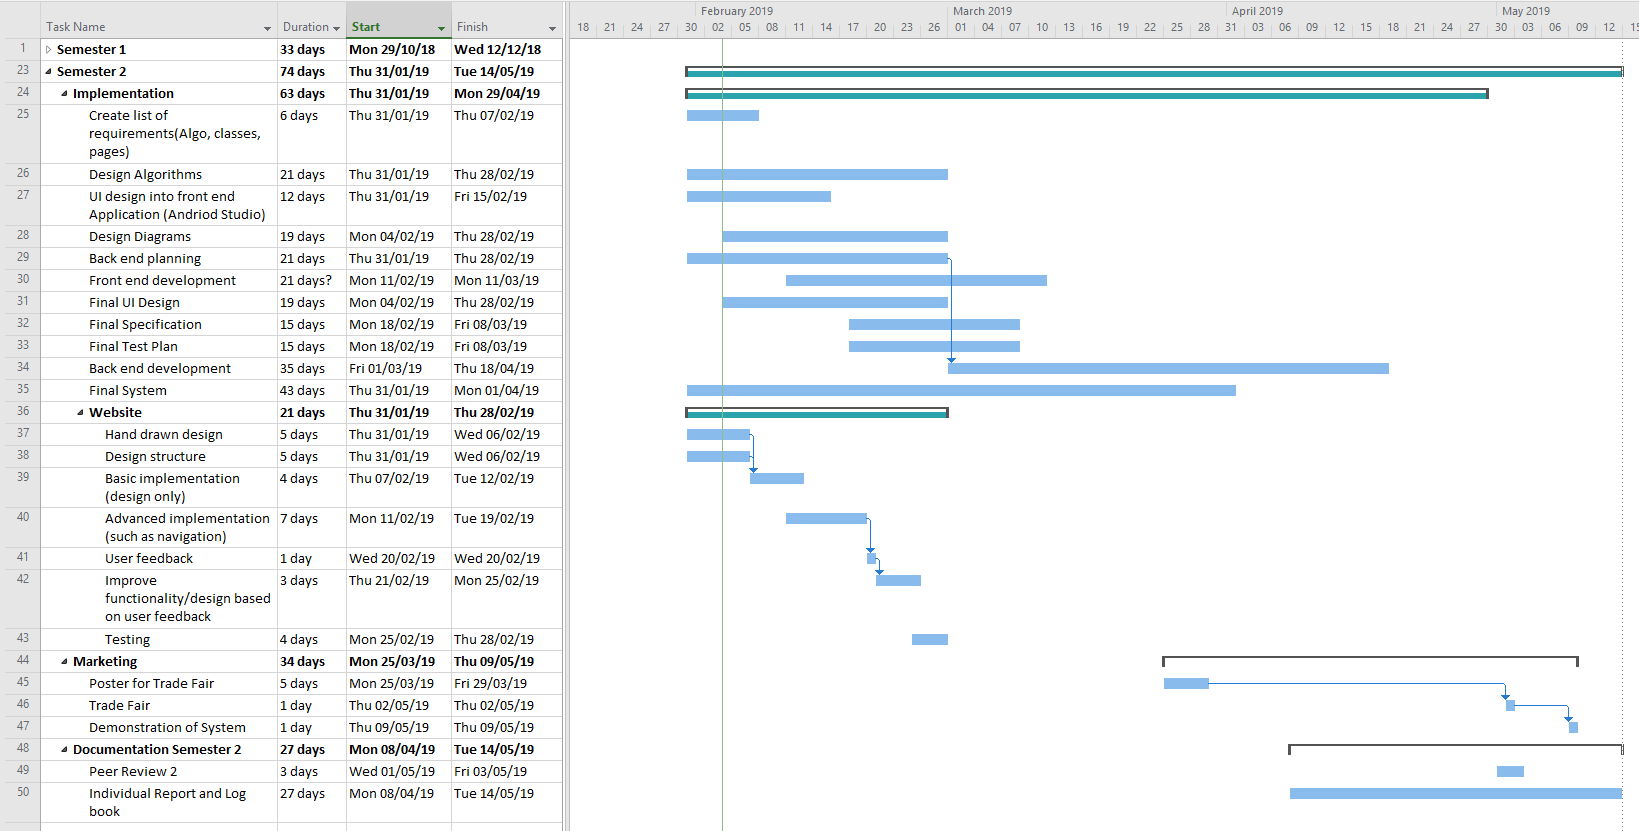 February 2019 March 2019 April 2019 May 2019
Task Name Duration Start Finish 18 21 24 27 30 02 05 08 11 14 17 20 23 26 01 04 07 10 13 16 19 22 25 28 31 03 06 09 12 15 18 21 24 27 30 03 06 09 12 15
1 Semester 1 33 days Mon 29/10/18 Wed 12/12/18
23 Semester 2 74 days Thu 31/01/19 Tue 14/05/19
24 Implementation 63 days Thu 31/01/19 Mon 29/04/19
25 Create list of 6 days Thu 31/01/19 Thu 07/02/19
requirements(Algo, classes,
pages)
26 Design Algorithms 21 days Thu 31/01/19 Thu 28/02/19
27 UI design into front end 12 days Thu 31/01/19 Fri 15/02/19
Application (Andriod Studio)
28 Design Diagrams 19 days Mon 04/02/19 Thu 28/02/19
29 Back end planning 21 days Thu 31/01/19 Thu 28/02/19
30 Front end development 21 days? Mon 11/02/19 Mon 11/03/19
31 Final UI Design 19 days Mon 04/02/19 Thu 28/02/19
32 Final Specification 15 days Mon 18/02/19 Fri 08/03/19
33 Final Test Plan 15 days Mon 18/02/19 Fri 08/03/19
34 Back end development 35 days Fri 01/03/19 Thu 18/04/19
35 Final System 43 days Thu 31/01/19 Mon 01/04/19
36 Website 21 days Thu 31/01/19 Thu 28/02/19
37 Hand drawn design 5 days Thu 31/01/19 Wed 06/02/19
38 Design structure 5 days Thu 31/01/19 Wed 06/02/19
39 Basic implementation 4 days Thu 07/02/19 Tue 12/02/19
(design only)
40 Advanced implementation 7 days Mon 11/02/19 Tue 19/02/19
(such as navigation)
41 User feedback 1 day Wed 20/02/19 Wed 20/02/19
42 Improve 3 days Thu 21/02/19 Mon 25/02/19
functionality/design based
on user feedback
43 Testing 4 days Mon 25/02/19 Thu 28/02/19
44 Marketing 34 days Mon 25/03/19 Thu 09/05/19
45 Poster for Trade Fair 5 days Mon 25/03/19 Fri 29/03/19
46 Trade Fair 1 day Thu 02/05/19 Thu 02/05/19
47 Demonstration of System 1 day Thu 09/05/19 Thu 09/05/19
48 Documentation Semester 2 27 days Mon 08/04/19 Tue 14/05/19
49 Peer Review 2 3 days Wed 01/05/19 Fri 03/05/19
50 Individual Report and Log 27 days Mon 08/04/19 Tue 14/05/19
book